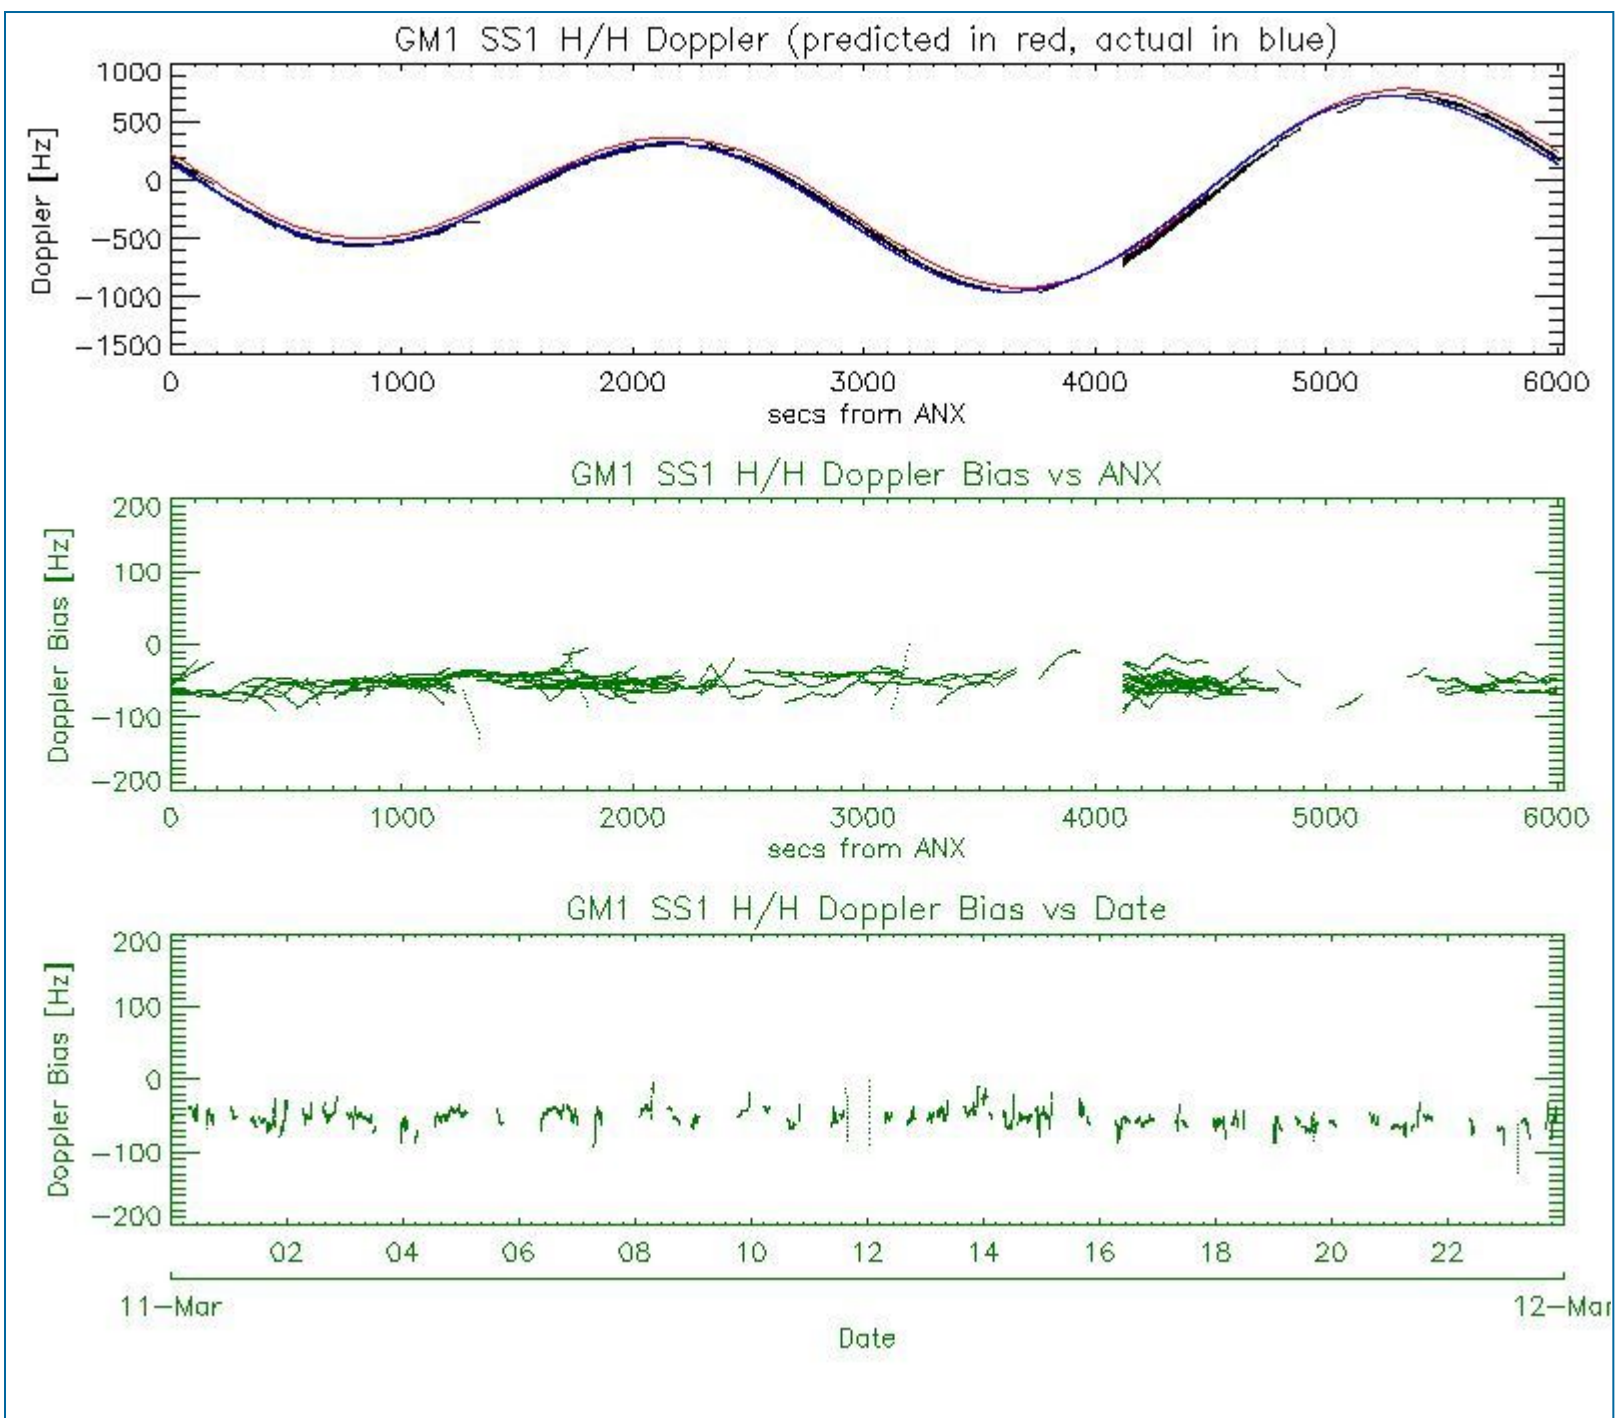 GM1 SS1 H/H Doppler (predicted in red, actual in blue)
Doppler [Hz]
1000
500
0
-500
-1000
-1500
0 1000 2000 3000 4000 5000 6000
secs from ANX
GM1 SS1 H/H Doppler Bias vs ANX
Doppler Bias [Hz]
200
100
0
-100
-200
0 1000 2000 3000 4000 5000 6000
secs from ANX
GM1 SS1 H/H Doppler Bias vs Date
Doppler Bias [Hz]
200
100
0
-100
-200
02 04 06 08 10 12 14 16 18 20 22
11-Mar 12-Mar
Date